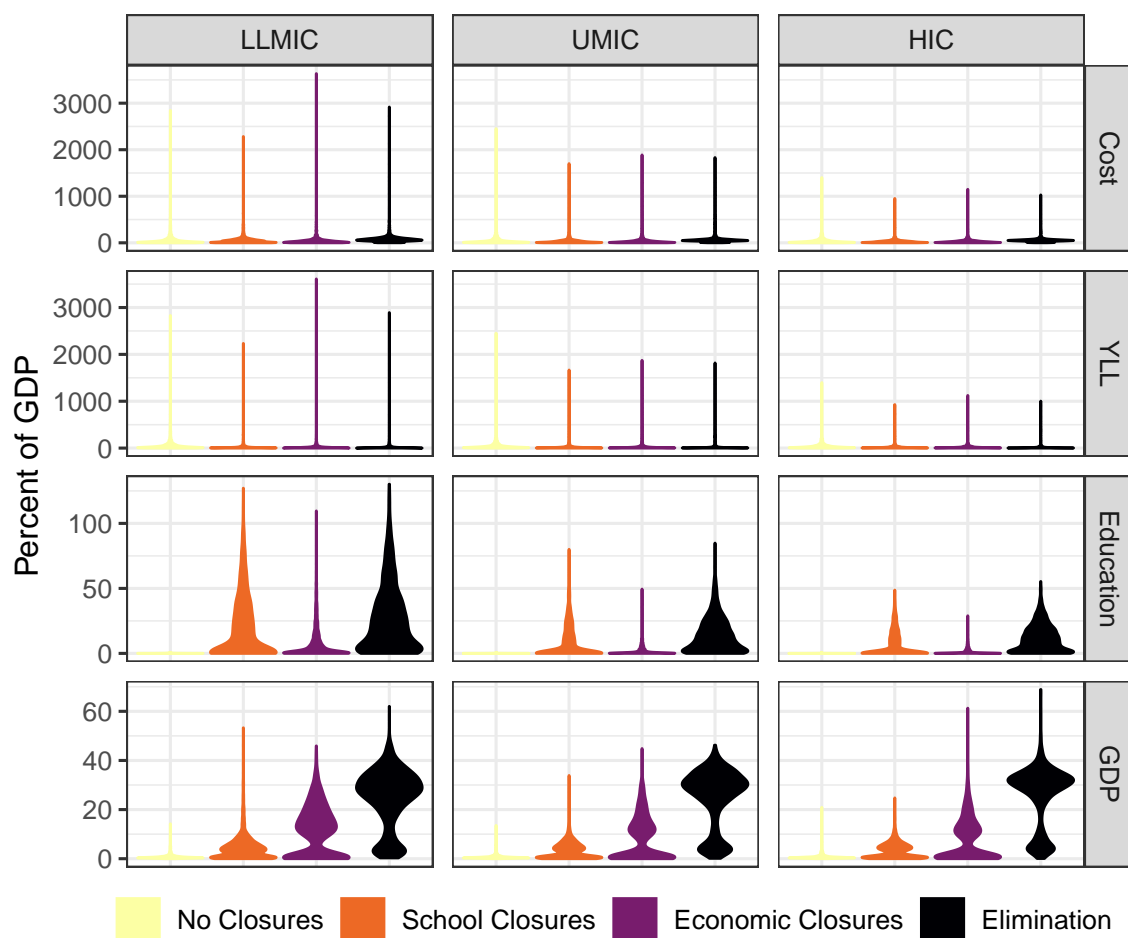 LLMIC UMIC HIC
3000
2000
1000
0
Cost
3000
2000
1000
0
YLL
Percent of GDP
100
50
0
Education
60
40
20
0
GDP
No Closures School Closures Economic Closures Elimination